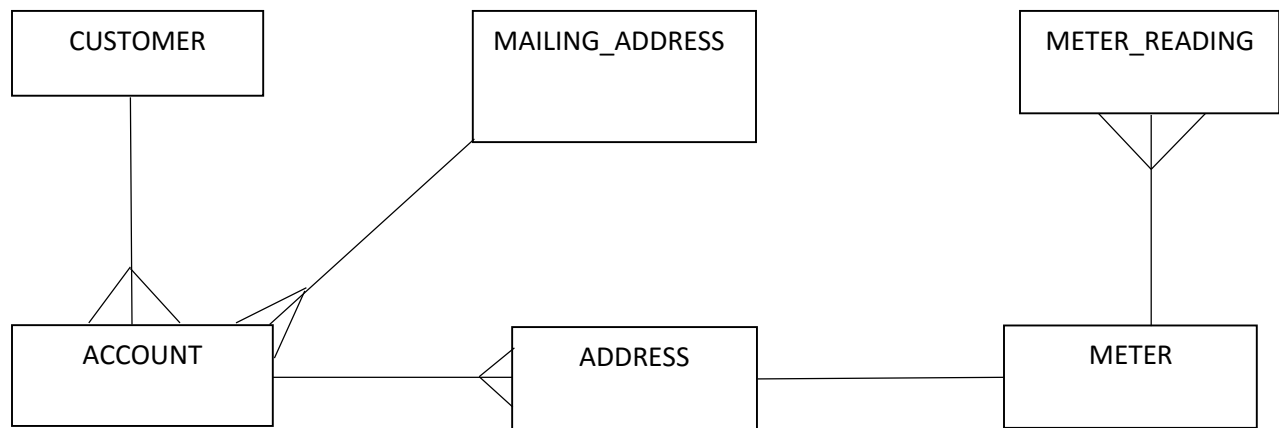 CUSTOMER
MAILING_ADDRESS
METER_READING
ACCOUNT
ADDRESS
METER